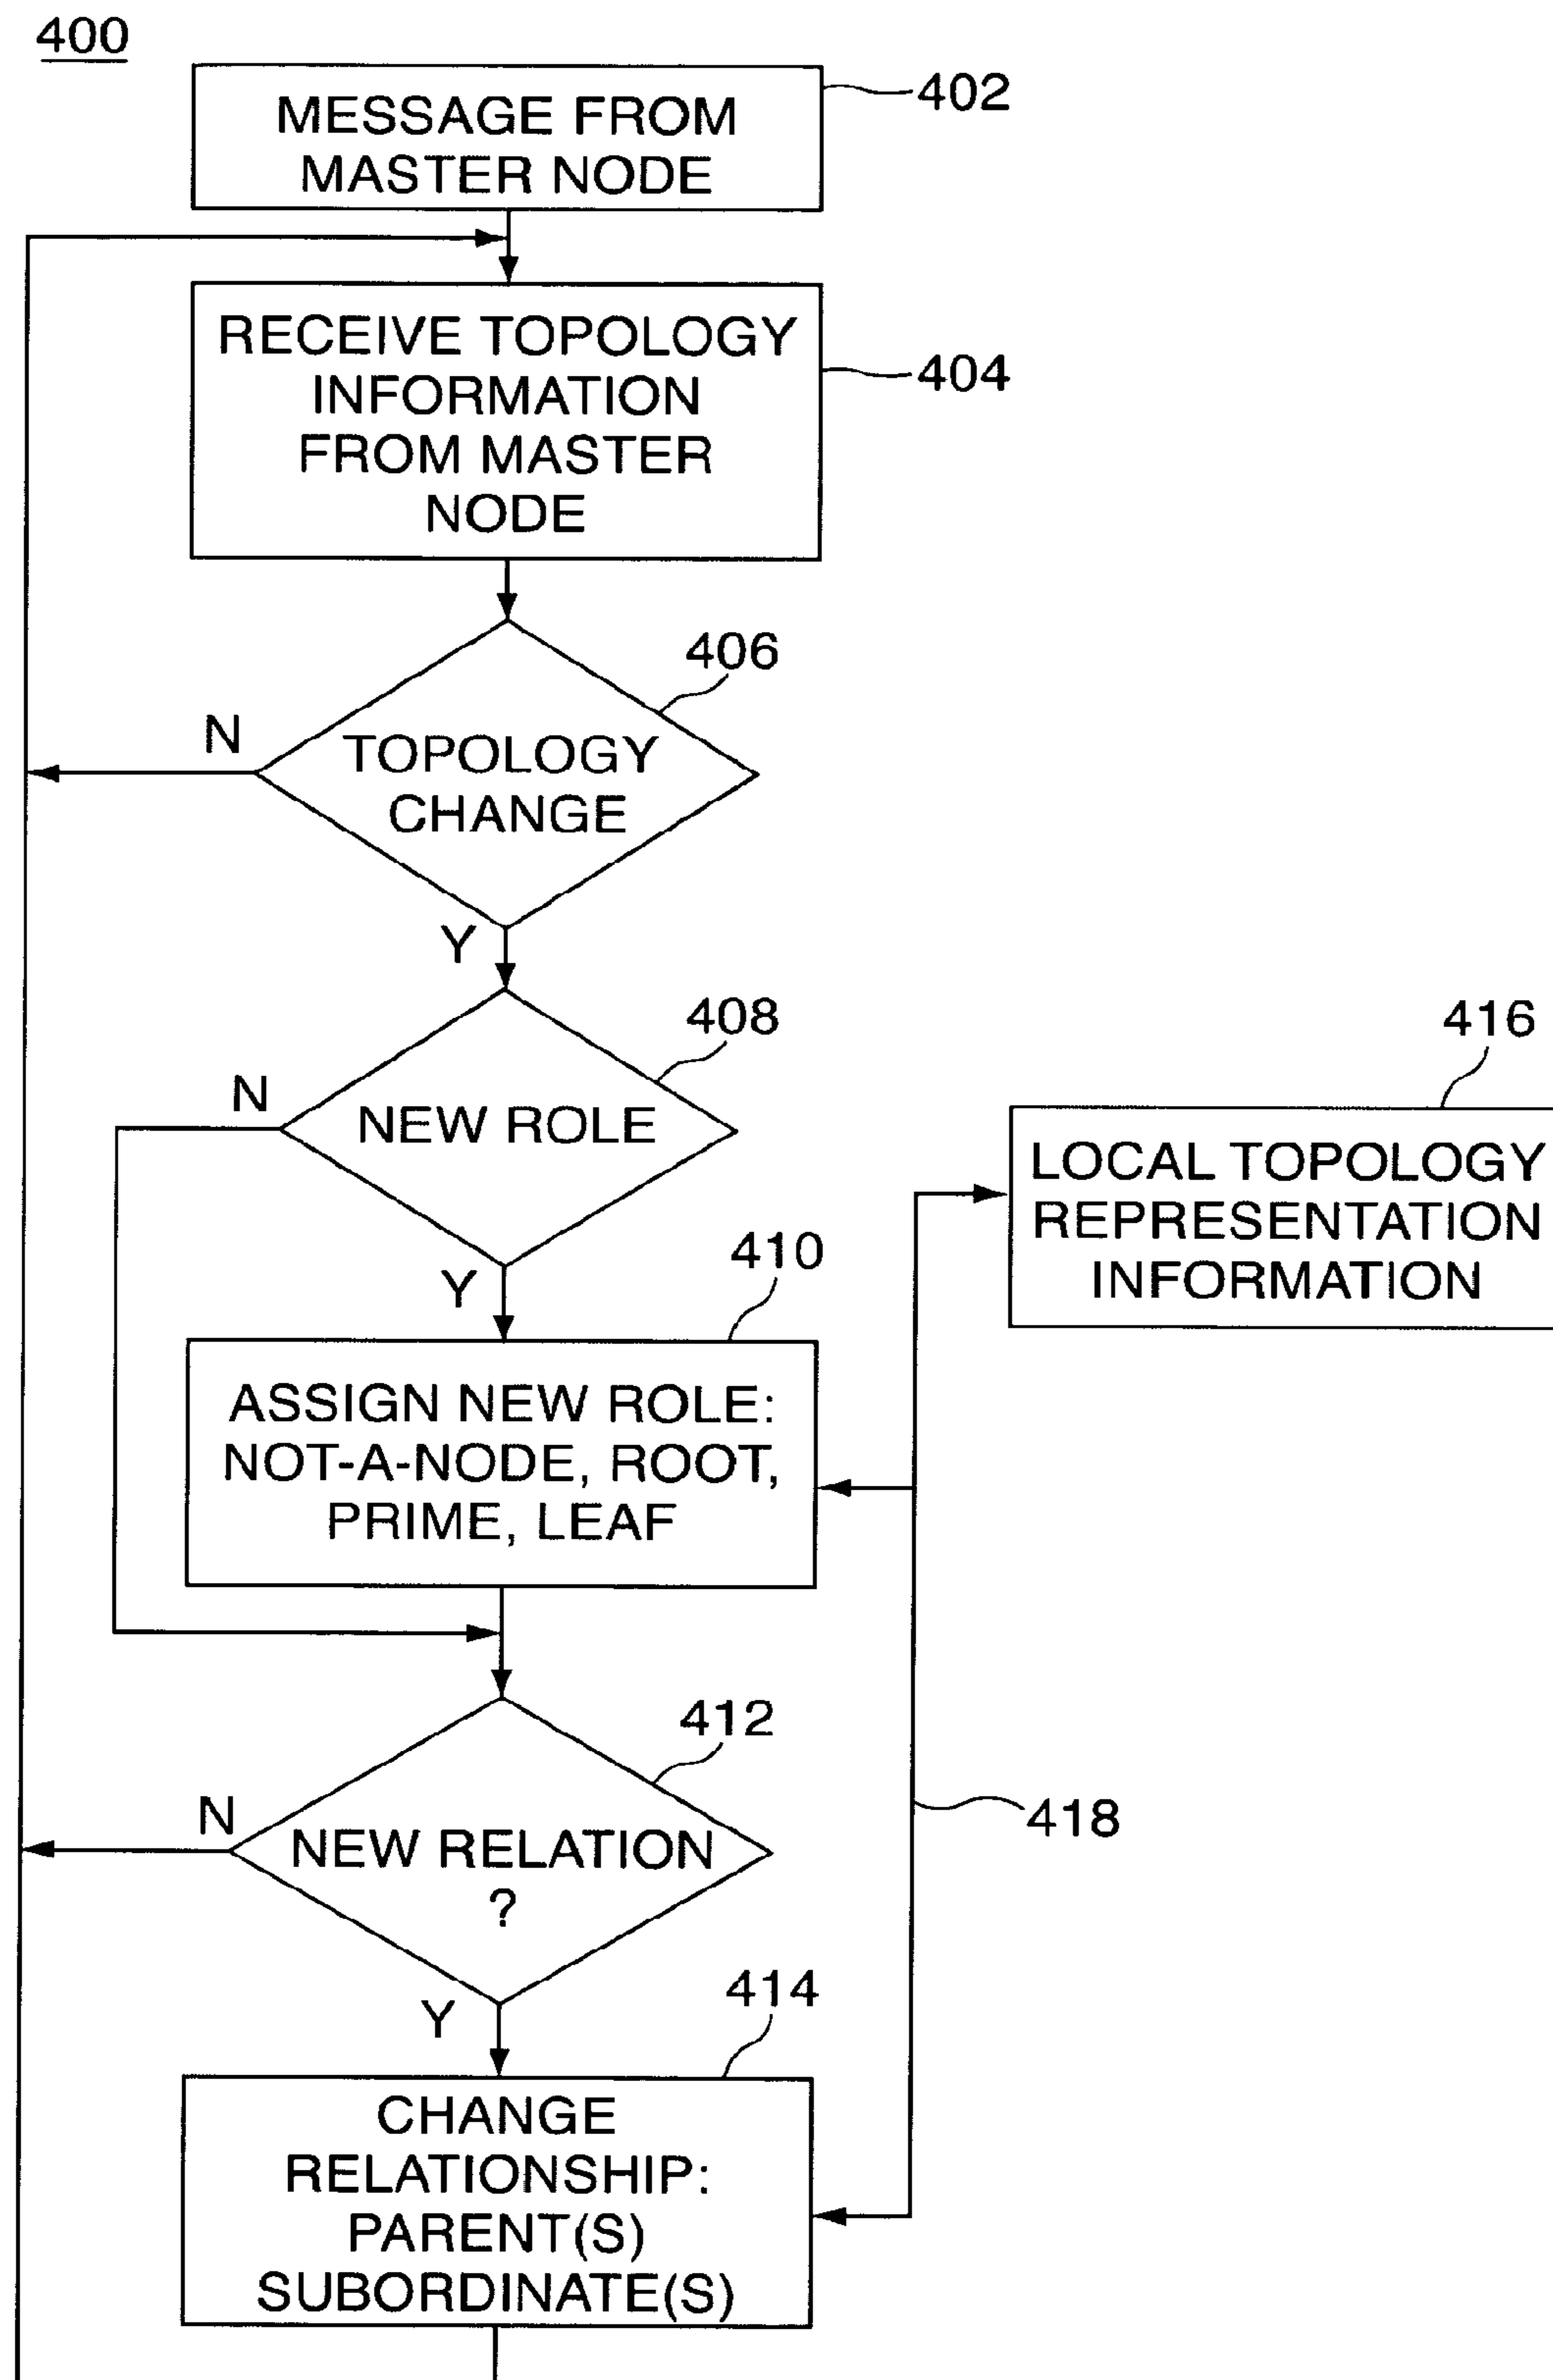 400
MESSAGE FROM
MASTER NODE
402
RECEIVE TOPOLOGY
INFORMATION
FROM MASTER
NODE
404
406
N
TOPOLOGY
CHANGE
Y
408
N
NEW ROLE
Y
416
LOCAL TOPOLOGY
REPRESENTATION
INFORMATION
410
ASSIGN NEW ROLE:
NOT-A-NODE, ROOT,
PRIME, LEAF
412
N
NEW RELATION
?
Y
418
414
CHANGE
RELATIONSHIP:
PARENT(S)
SUBORDINATE(S)